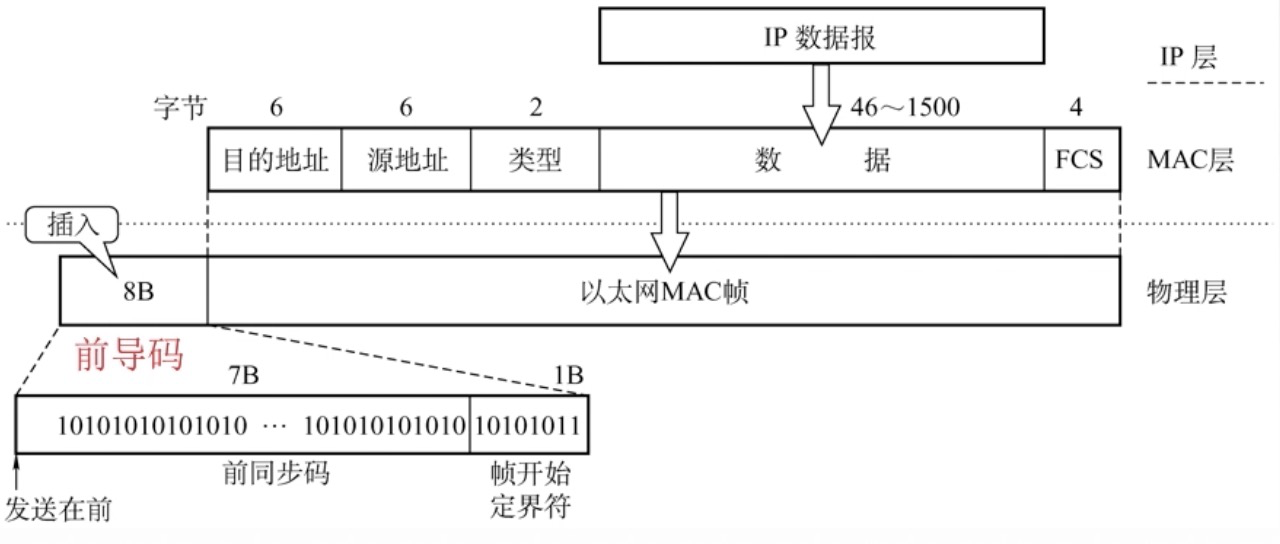 IP 数据报
IP 层
字节 6 6 2 46～1500 4
目的地址 源地址 类型 数 据 FCS MAC层
插入
8B 以太网MAC帧 物理层
前导码
7B 1B
10101010101010 … 101010101010 10101011
前同步码 帧开始
定界符
发送在前